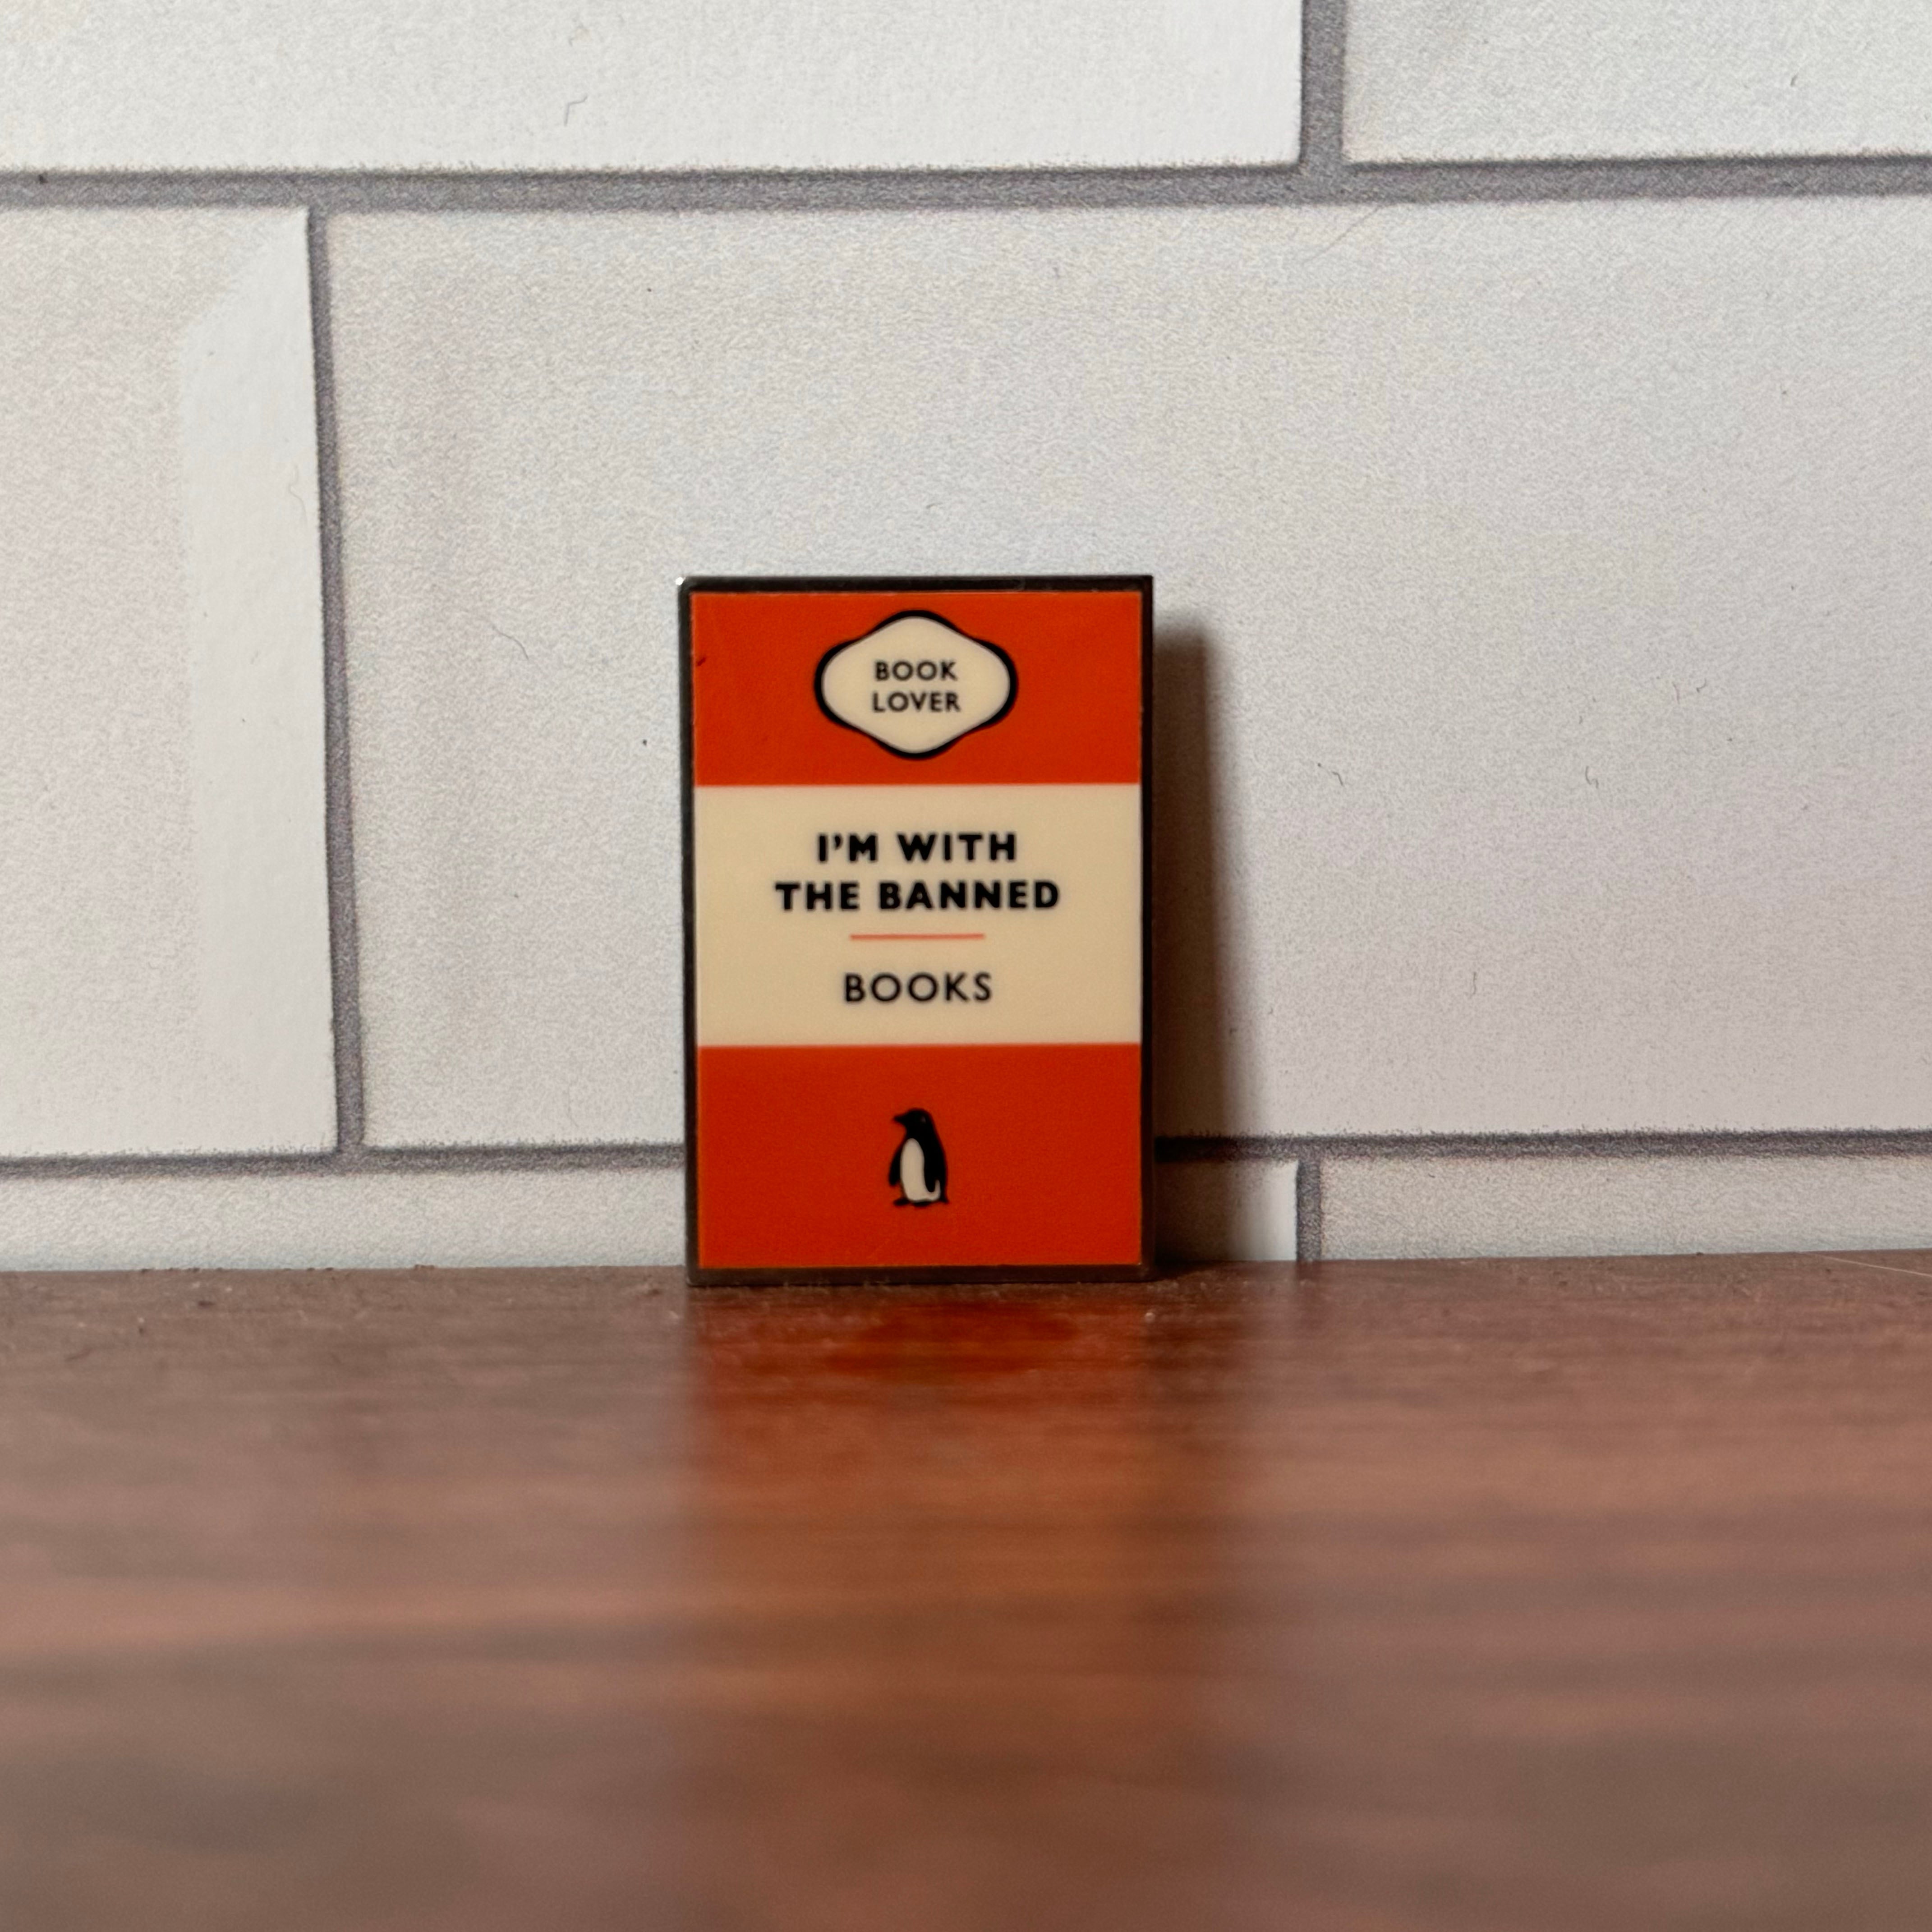 BOOK
LOVER
I'M WITH
THE BANNED
BOOKS